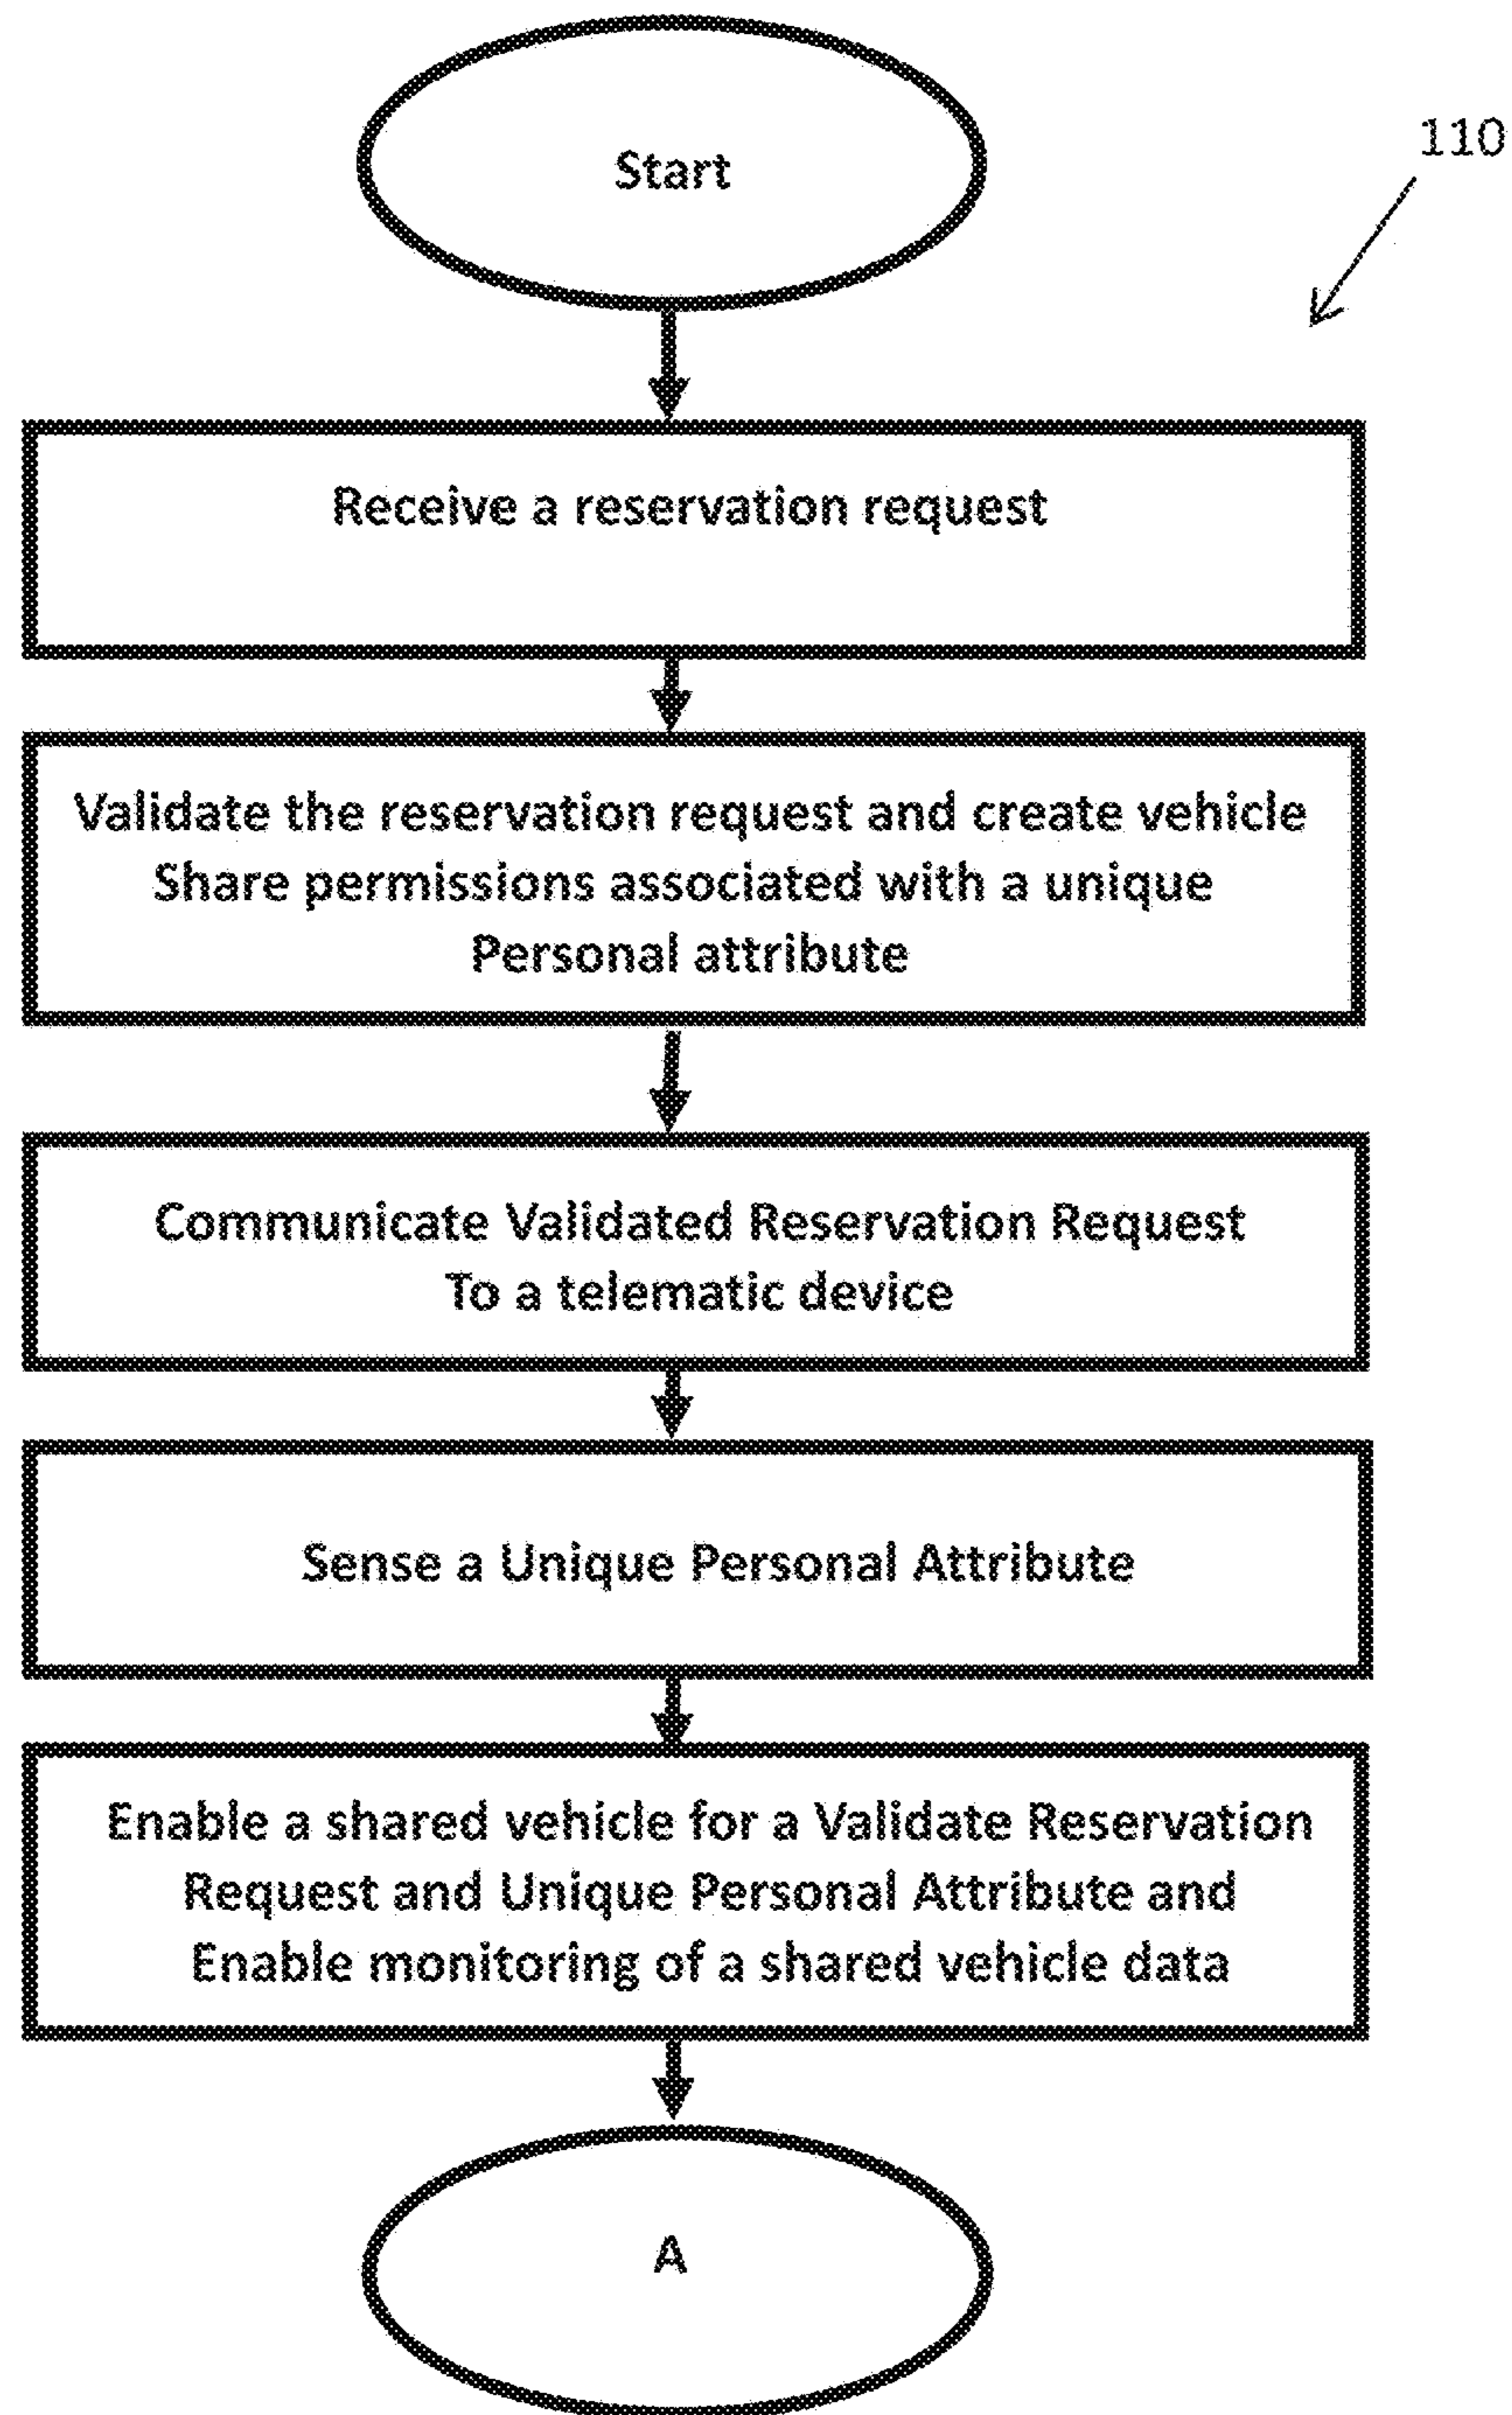 Start
110
Receive a reservation request
Validate the reservation request and create vehicle
Share permissions associated with a unique
Personal attribute
Communicate Validated Reservation Request
To a telematic device
Sense a Unique Personal Attribute
Enable a shared vehicle for a Validate Reservation
Request and Unique Personal Attribute and
Enable monitoring of a shared vehicle data
A